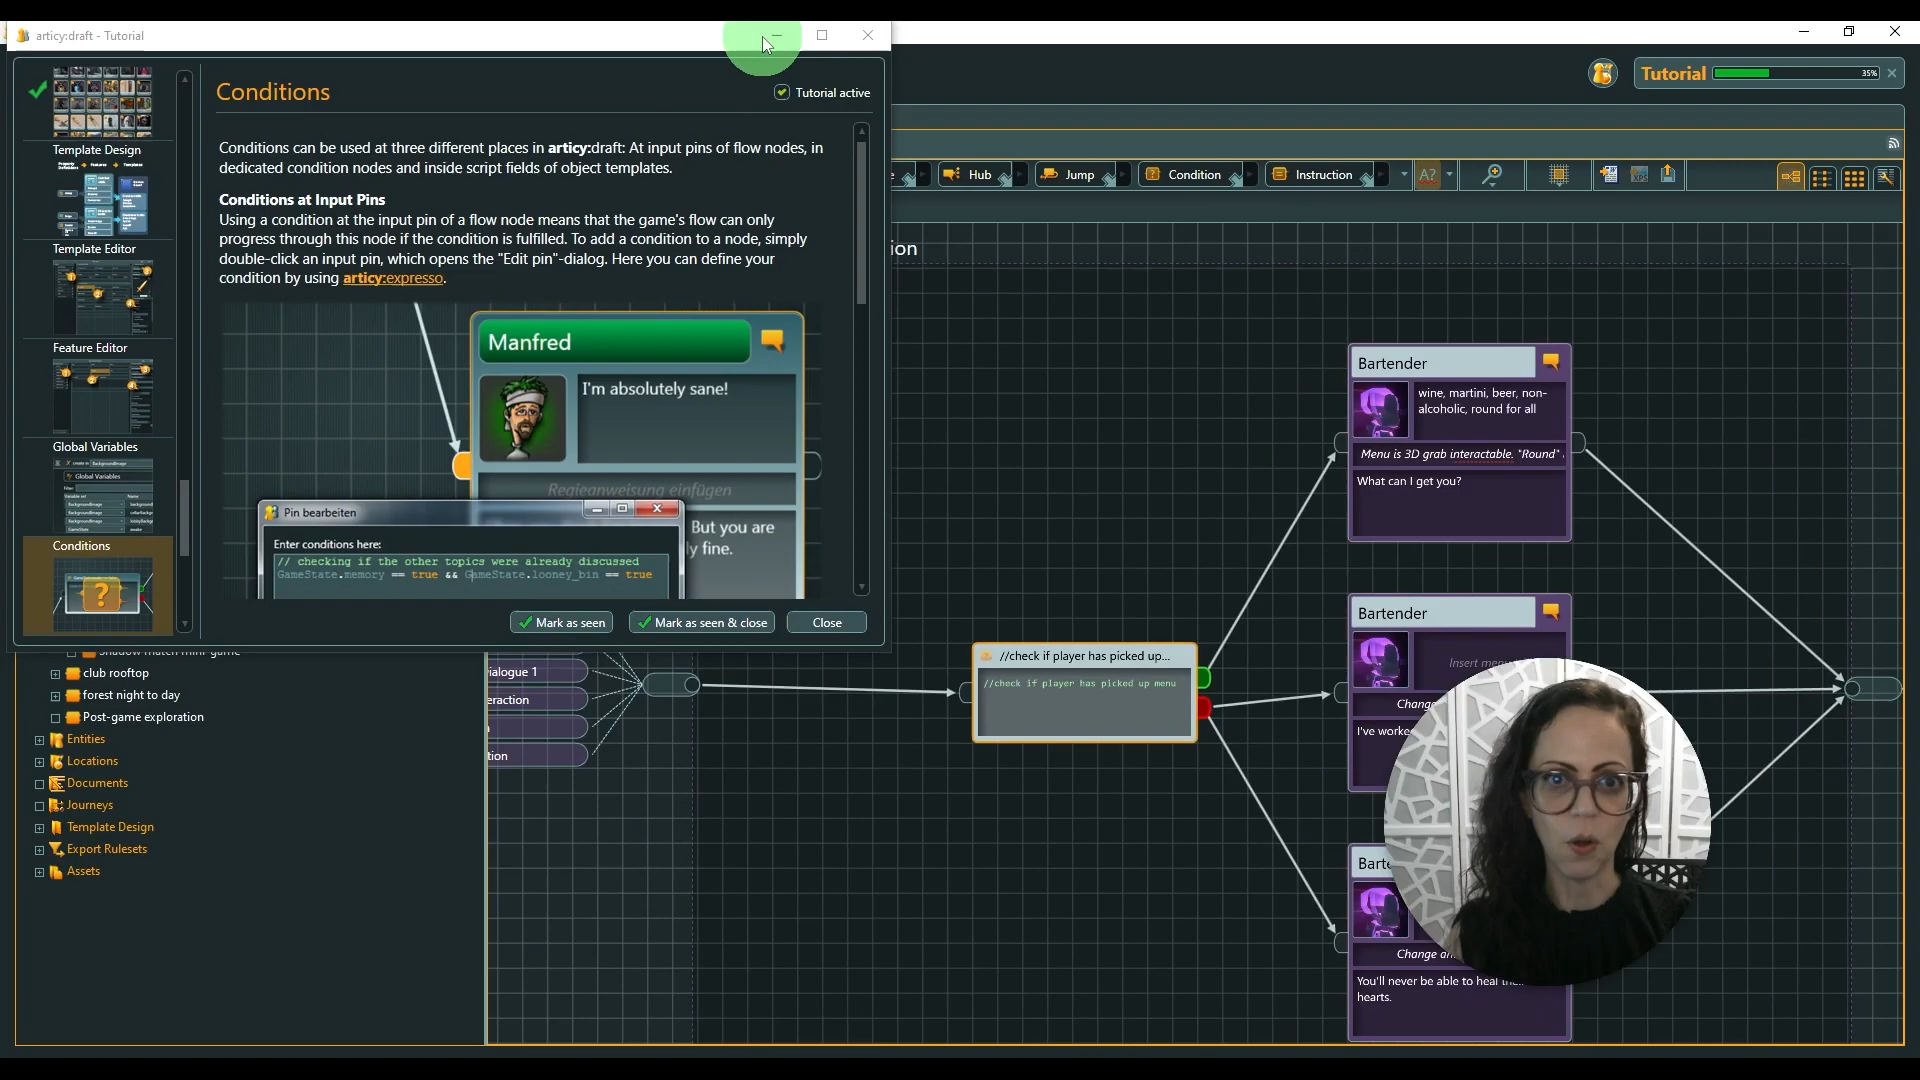 articy:draft - Tutorial
Conditions
Tutorial active
Conditions can be used at three different places in articy:draft: At input pins of flow nodes, in
dedicated condition nodes and inside script fields of object templates.
Conditions at Input Pins
Using a condition at the input pin of a flow node means that the game's flow can only
progress through this node if the condition is fulfilled. To add a condition to a node, simply
double-click an input pin, which opens the "Edit pin"-dialog. Here you can define your
condition by using articy:expresso.
Manfred
I'm absolutely sane!
Regieanweisung einfügen
Pin bearbeiten
But you are
ly fine.
Enter conditions here:
// checking if the other topics were already discussed
GameState.memory == true && GameState.looney_bin == true
Mark as seen
Mark as seen & close
Close
Template Design
Template Editor
Feature Editor
Global Variables
Conditions
Tutorial
35%
Hub
Jump
Condition
Instruction
A?
ion
club rooftop
forest night to day
Post-game exploration
Entities
Locations
Documents
Journeys
Template Design
Export Rulesets
Assets
ialogue 1
eraction
tion
//check if player has picked up...
//check if player has picked up menu
Bartender
wine, martini, beer, non-
alcoholic, round for all
Menu is 3D grab interactable. "Round"
What can I get you?
Bartender
Insert men
Chang
I've worke
Barte
Change an
You'll never be able to heal
hearts.